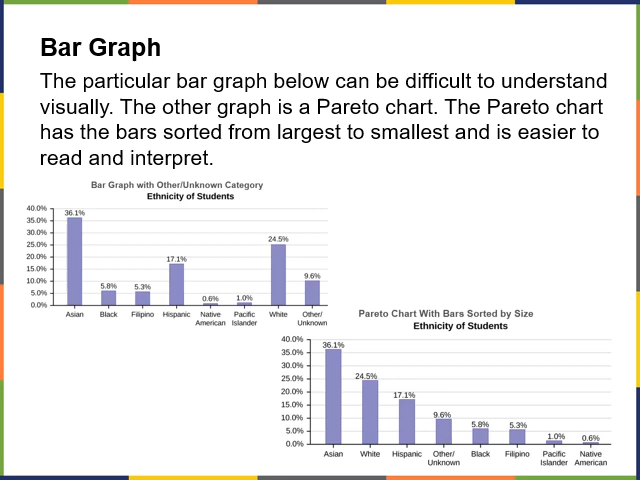 Bar Graph
The particular bar graph below can be difficult to understand
visually. The other graph is a Pareto chart. The Pareto chart
has the bars sorted from largest to smallest and is easier to
read and interpret.
Bar Graph with Other/Unknown Category
Ethnicity of Students
40.0%
35.0%
30.0%
25.0%
20.0%
15.0%
10.0%
5.0%
0.0%
36.1%
5.8%
5.3%
17.1%
0.6%
1.0%
24.5%
9.6%
Asian
Black
Filipino
Hispanic
Native
American
Pacific
Islander
White
Other/
Unknown
Pareto Chart With Bars Sorted by Size
Ethnicity of Students
40.0%
35.0%
30.0%
25.0%
20.0%
15.0%
10.0%
5.0%
0.0%
36.1%
24.5%
17.1%
9.6%
5.8%
5.3%
1.0%
0.6%
Asian
White
Hispanic
Other/
Unknown
Black
Filipino
Pacific
Islander
Native
American